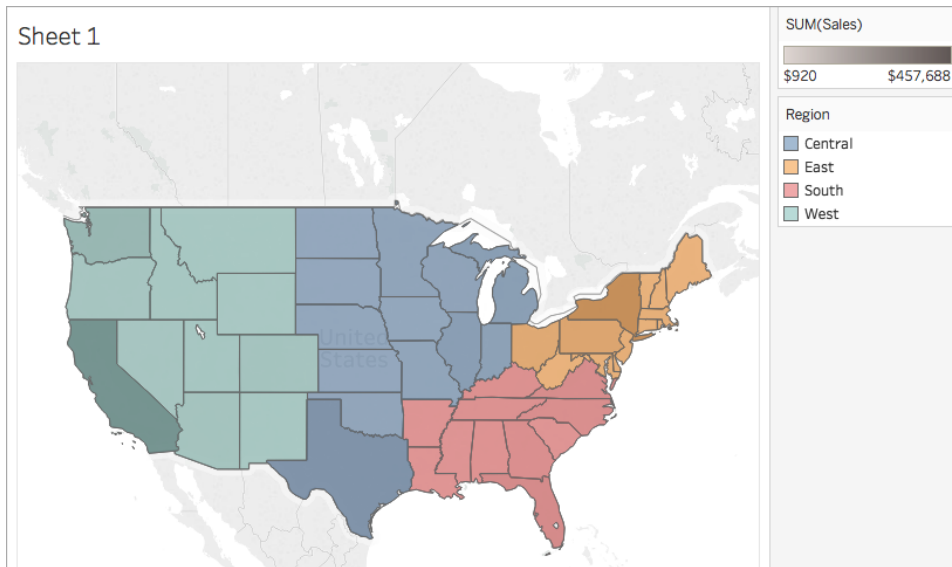 Sheet 1
SUM(Sales)
$920 $457,688
Region
Central
East
South
West
United
States